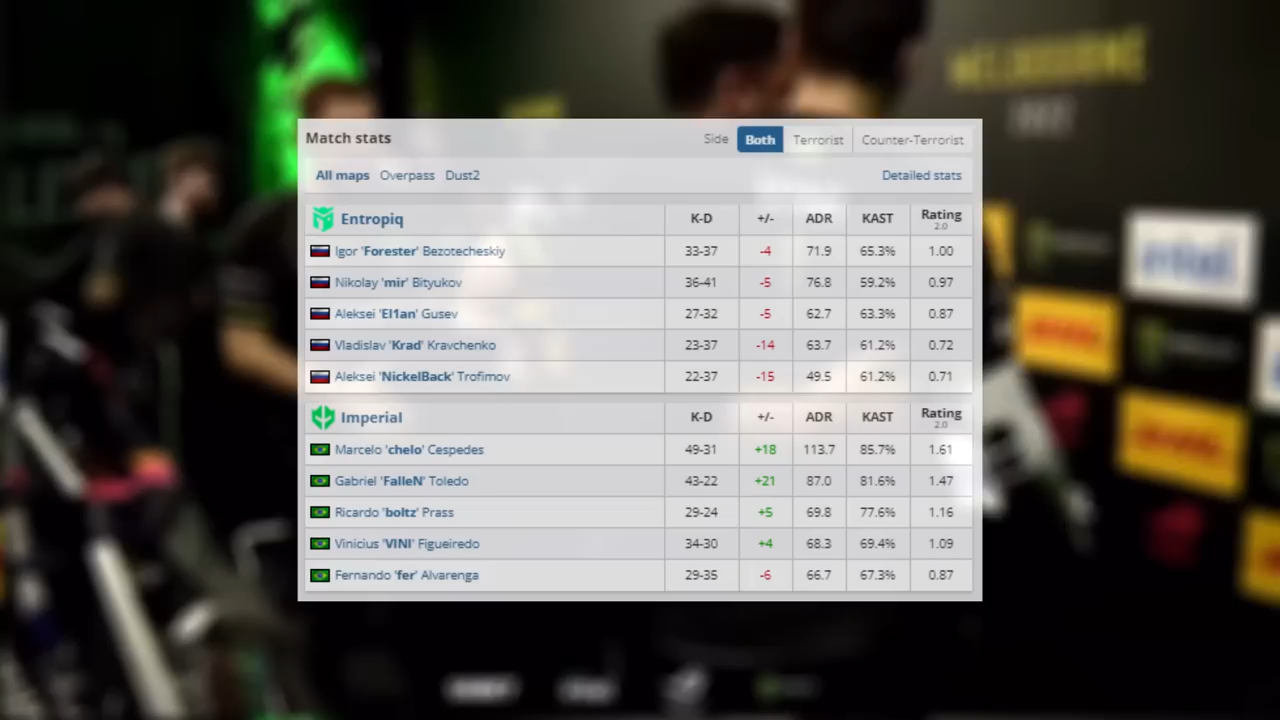 MELBOURNE
Match stats Side Both Terrorist Counter-Terrorist
All maps Overpass Dust2 Detailed stats
Entropiq K-D +/- ADR KAST Rating 2.0
Igor 'Forester' Bezotecheskiy 33-37 -4 71.9 65.3% 1.00
Nikolay 'mir' Bityukov 36-41 -5 76.8 59.2% 0.97
Aleksei 'El1an' Gusev 27-32 -5 62.7 63.3% 0.87
Vladislav 'Krad' Kravchenko 23-37 -14 63.7 61.2% 0.72
Aleksei 'NickelBack' Trofimov 22-37 -15 49.5 61.2% 0.71
Imperial K-D +/- ADR KAST Rating 2.0
Marcelo 'chelo' Cespedes 49-31 +18 113.7 85.7% 1.61
Gabriel 'FalleN' Toledo 43-22 +21 87.0 81.6% 1.47
Ricardo 'boltz' Prass 29-24 +5 69.8 77.6% 1.16
Vinicius 'VINI' Figueiredo 34-30 +4 68.3 69.4% 1.09
Fernando 'fer' Alvarenga 29-35 -6 66.7 67.3% 0.87
intel
DHL